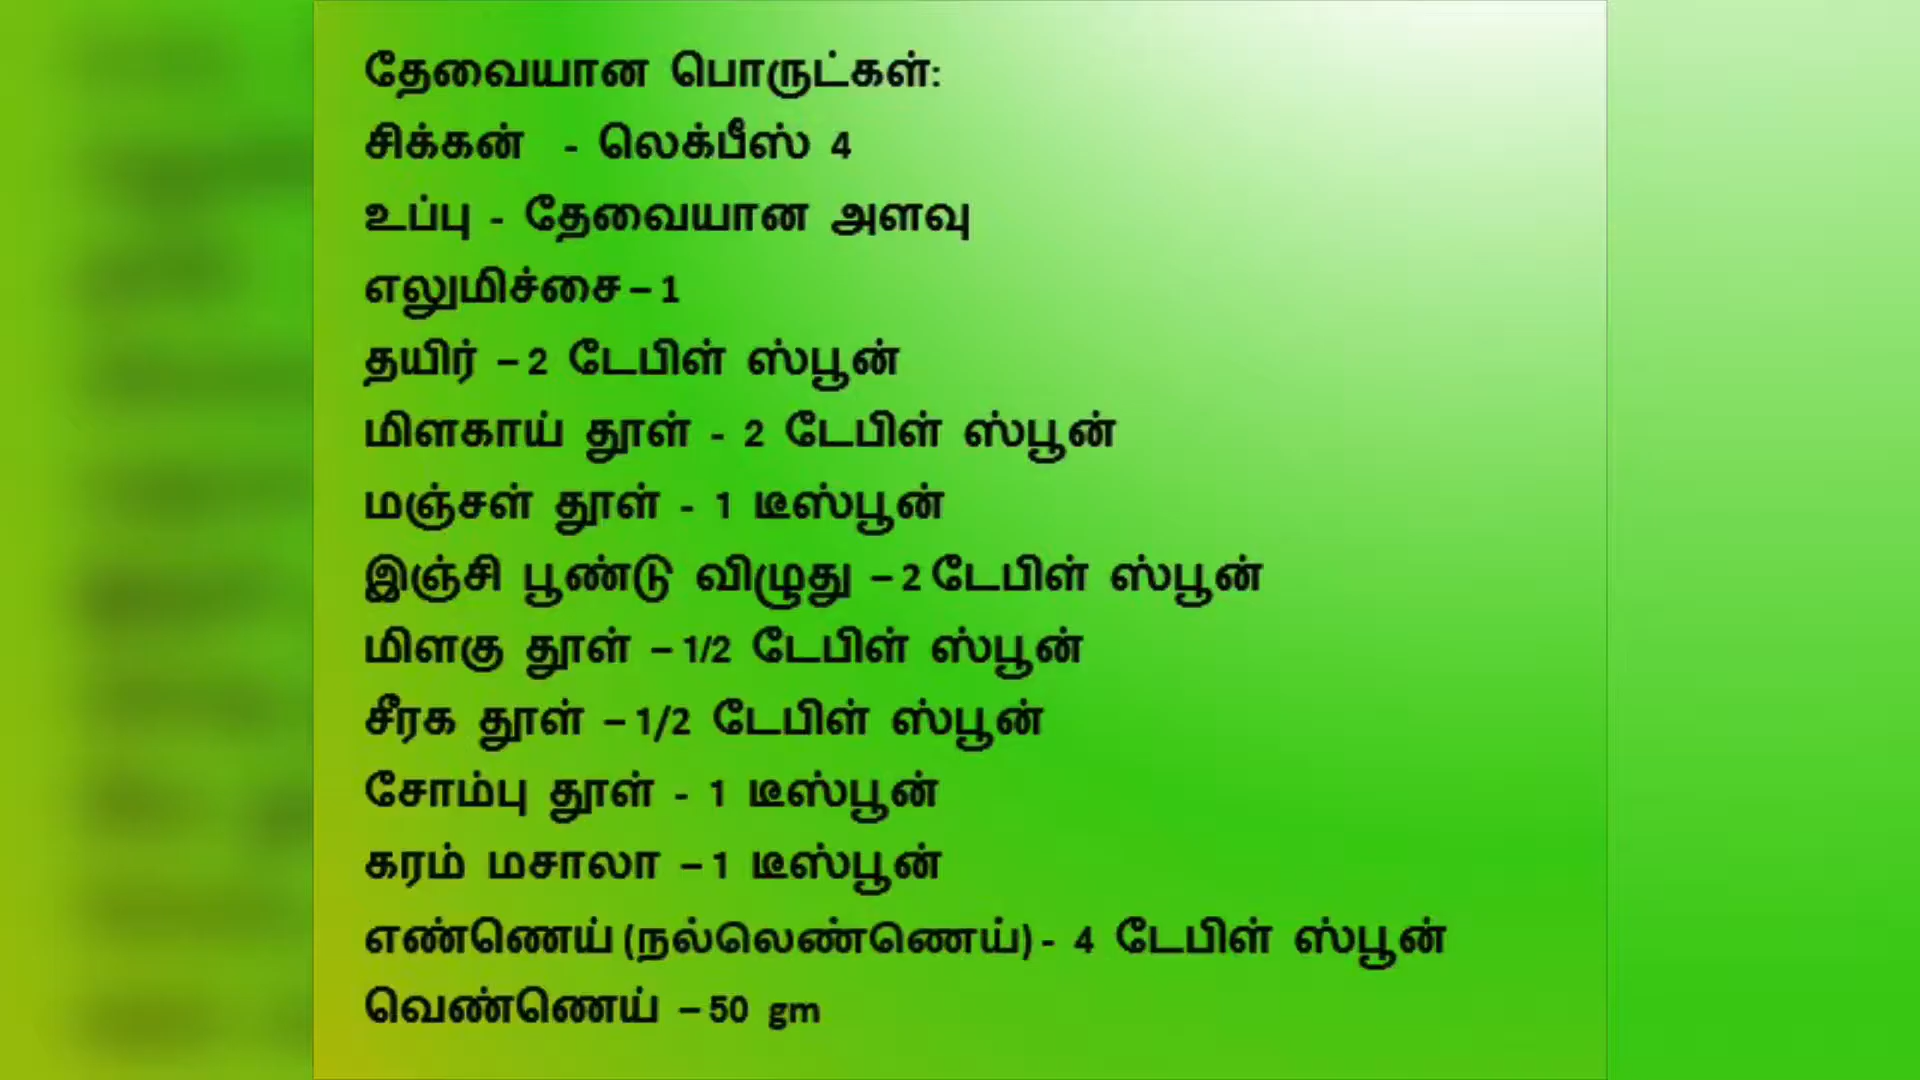 தேவையான பொருட்கள்:
சிக்கன் - லெக்பீஸ் 4
உப்பு - தேவையான அளவு
எலுமிச்சை – 1
தயிர் – 2 டேபிள் ஸ்பூன்
மிளகாய் தூள் - 2 டேபிள் ஸ்பூன்
மஞ்சள் தூள் - 1 டீஸ்பூன்
இஞ்சி பூண்டு விழுது – 2 டேபிள் ஸ்பூன்
மிளகு தூள் – 1/2 டேபிள் ஸ்பூன்
சீரக தூள் – 1/2 டேபிள் ஸ்பூன்
சோம்பு தூள் - 1 டீஸ்பூன்
கரம் மசாலா – 1 டீஸ்பூன்
எண்ணெய் (நல்லெண்ணெய்) - 4 டேபிள் ஸ்பூன்
வெண்ணெய் – 50 gm